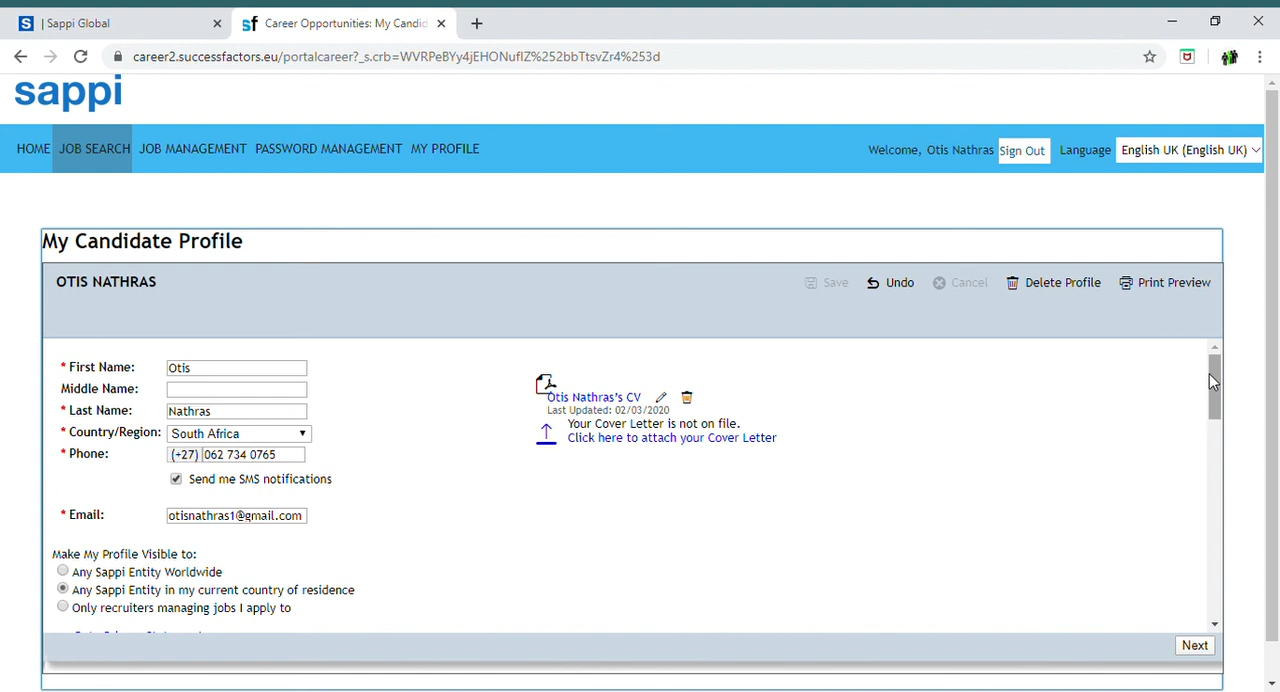 | Sappi Global
Career Opportunities: My Candid
career2.successfactors.eu/portalcareer?_s.crb=WVRPeBYy4jEHONuflZ%252bbTtsvZr4%253d
sappi
HOME JOB SEARCH JOB MANAGEMENT PASSWORD MANAGEMENT MY PROFILE
Welcome, Otis Nathras Sign Out Language English UK (English UK)
My Candidate Profile
OTIS NATHRAS
Save Undo Cancel Delete Profile Print Preview
* First Name: Otis
Middle Name:
* Last Name: Nathras
* Country/Region: South Africa
* Phone: (+27) 062 734 0765
Send me SMS notifications
* Email: otisnathras1@gmail.com
Otis Nathras's CV
Last Updated: 02/03/2020
Your Cover Letter is not on file.
Click here to attach your Cover Letter
Make My Profile Visible to:
Any Sappi Entity Worldwide
Any Sappi Entity in my current country of residence
Only recruiters managing jobs I apply to
Next